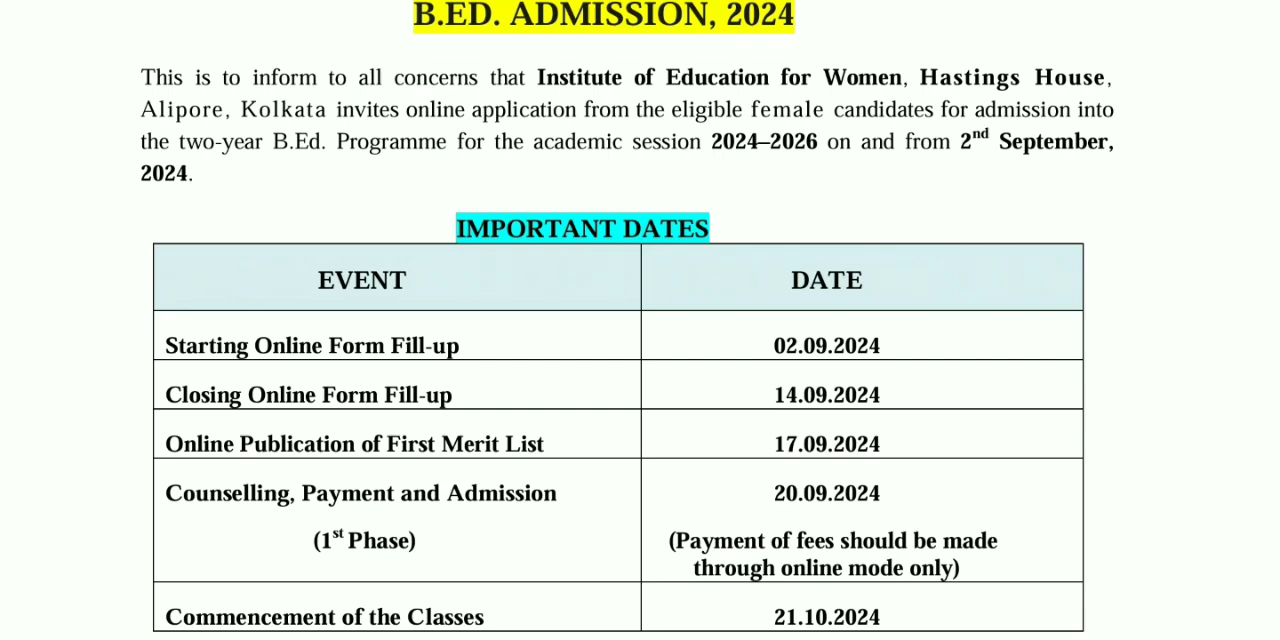 B.ED. ADMISSION, 2024
This is to inform to all concerns that Institute of Education for Women, Hastings House,
Alipore, Kolkata invites online application from the eligible female candidates for admission into
the two-year B.Ed. Programme for the academic session 2024–2026 on and from 2nd September,
2024.
IMPORTANT DATES
EVENT DATE
Starting Online Form Fill-up 02.09.2024
Closing Online Form Fill-up 14.09.2024
Online Publication of First Merit List 17.09.2024
Counselling, Payment and Admission 20.09.2024
(1st Phase) (Payment of fees should be made
through online mode only)
Commencement of the Classes 21.10.2024